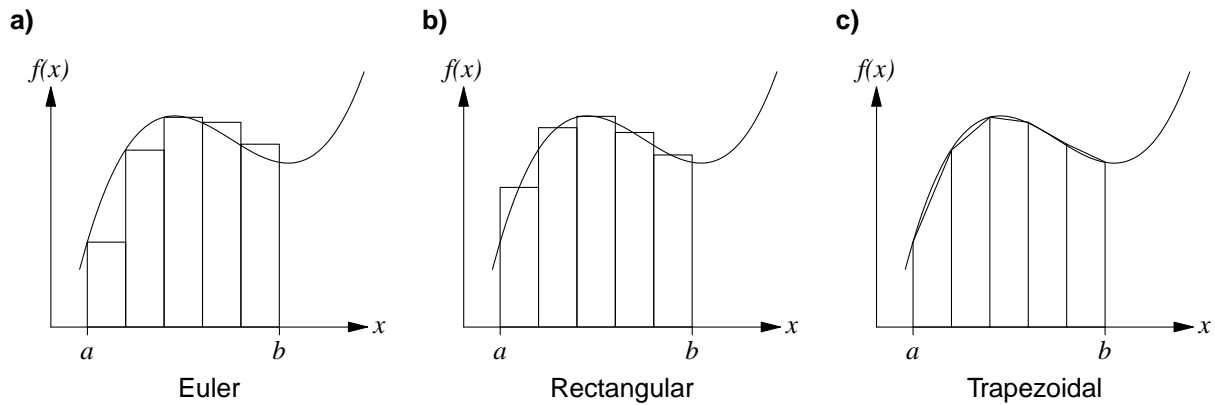 a) b) c)
f(x) f(x) f(x)
x x x
a b a b a b
Euler Rectangular Trapezoidal